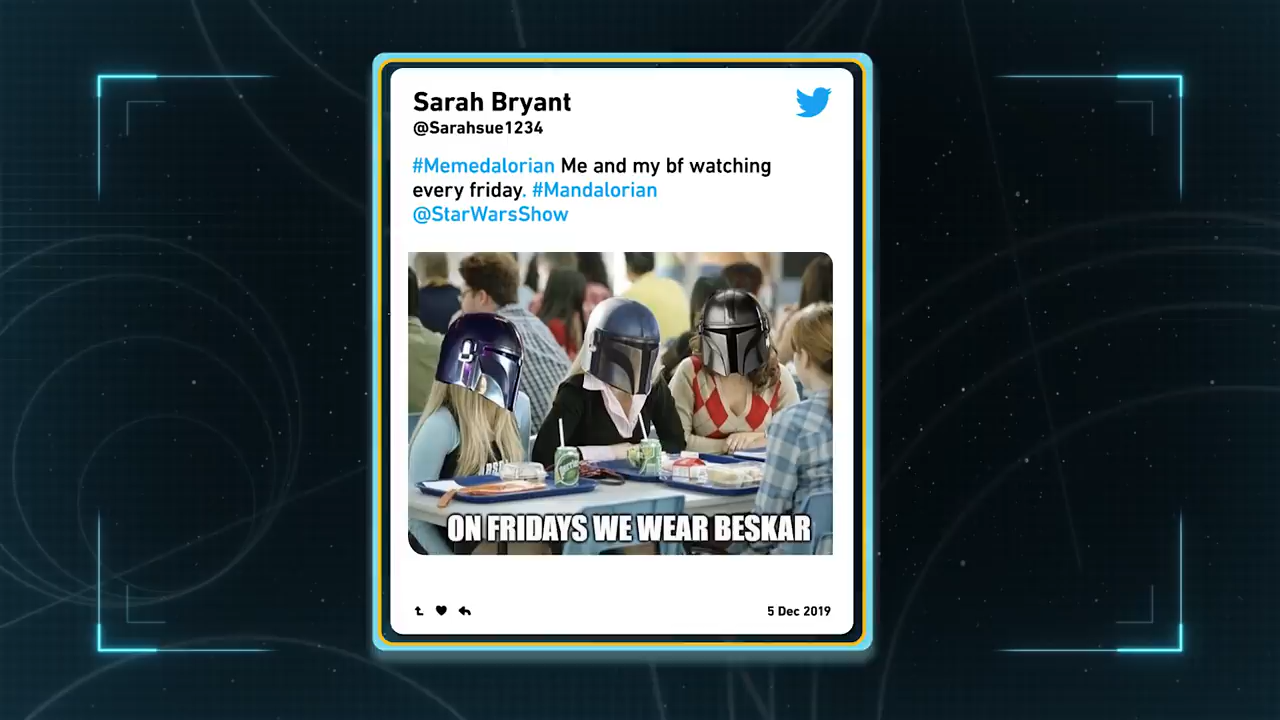 Sarah Bryant
@Sarahsue1234
#Memedalorian Me and my bf watching
every friday. #Mandalorian
@StarWarsShow
ON FRIDAYS WE WEAR BESKAR
5 Dec 2019